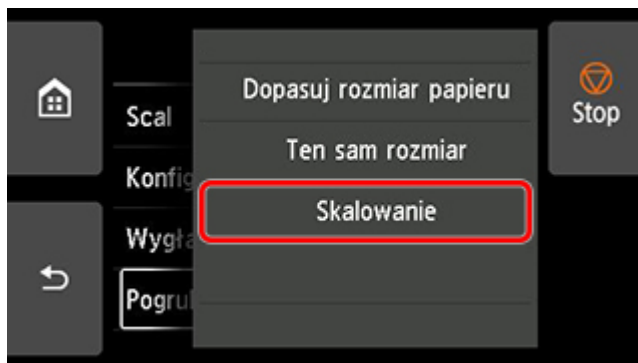 Dopasuj rozmiar papieru
Stop
Scal
Ten sam rozmiar
Skalowanie